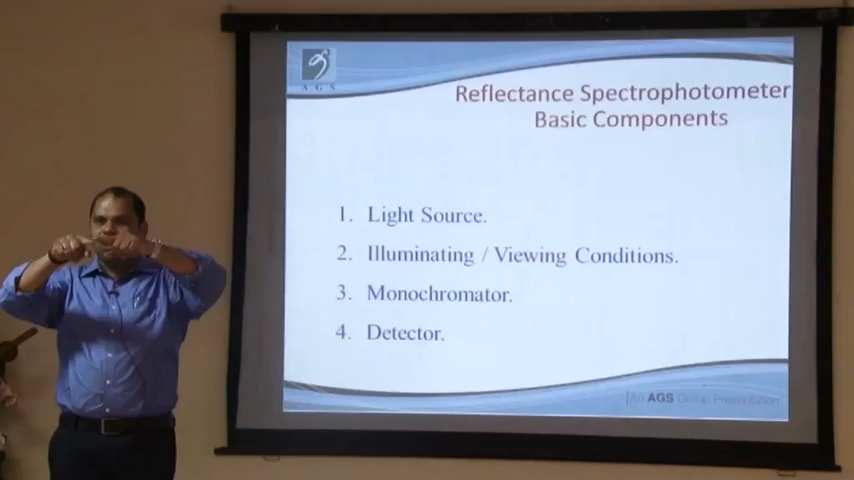 AGS
Reflectance Spectrophotometer
Basic Components
1. Light Source.
2. Illuminating / Viewing Conditions.
3. Monochromator.
4. Detector.
An AGS Group Presentation